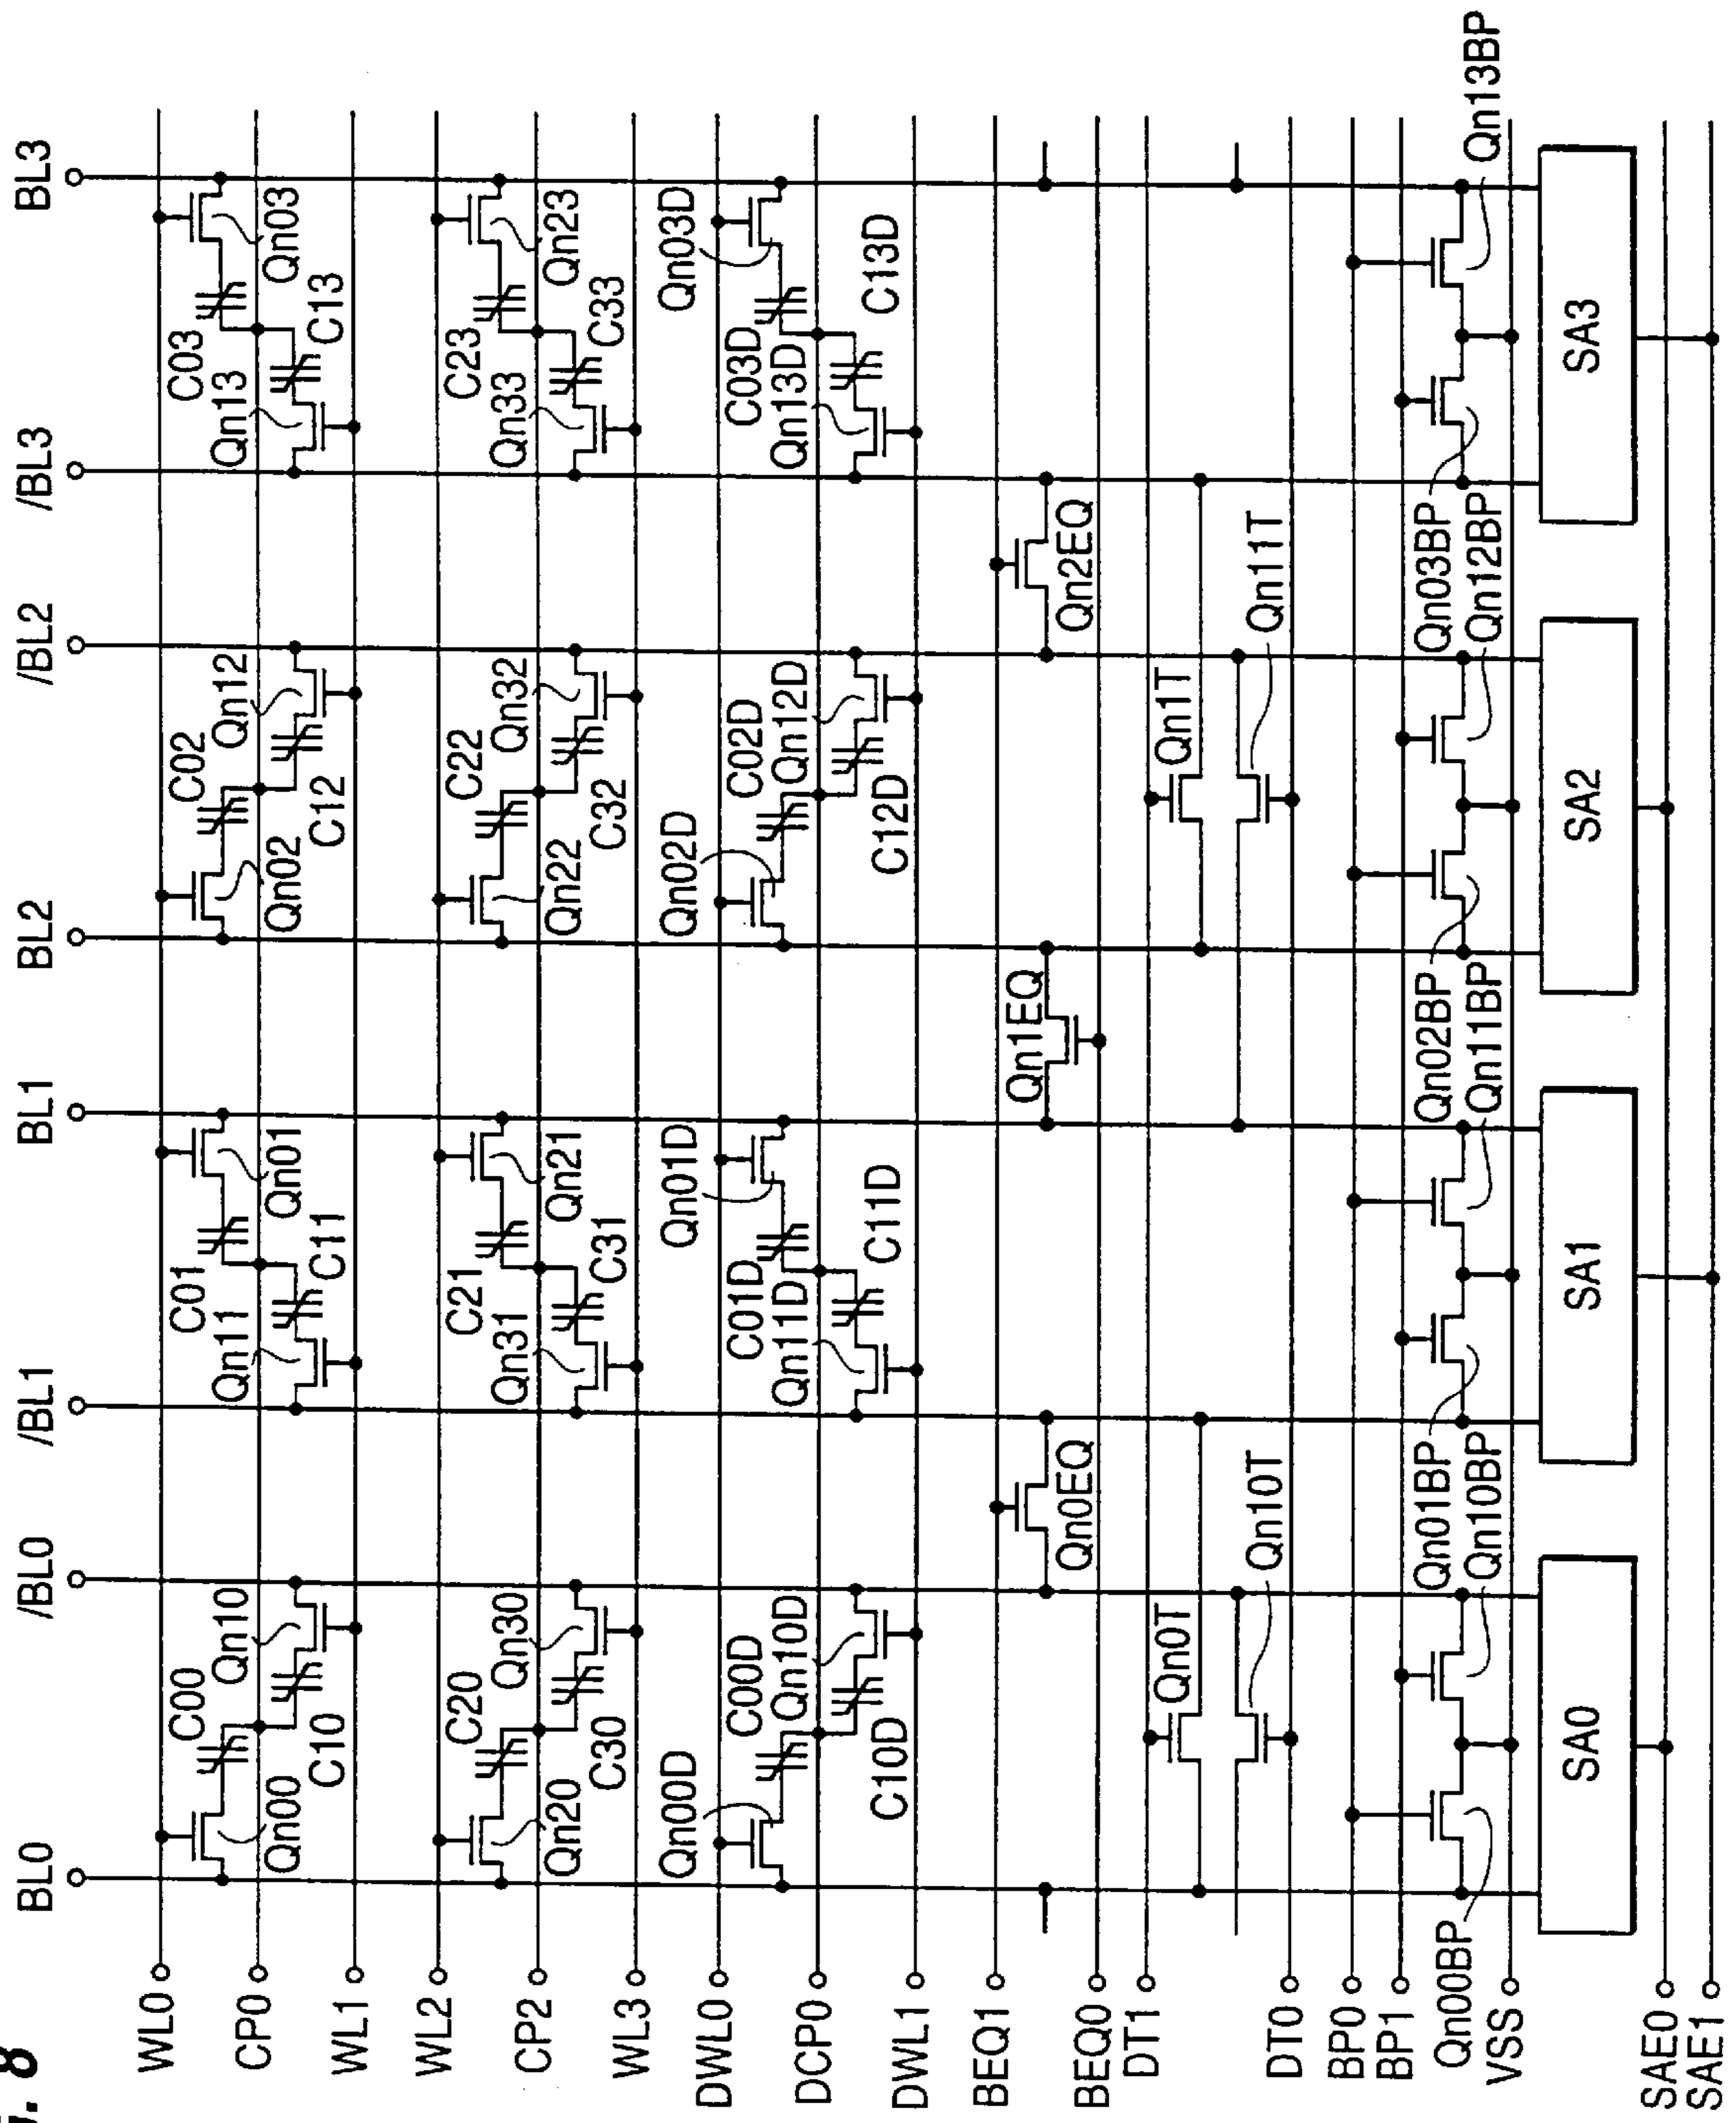 FIG. 8
BL0 /BL0 /BL1 BL1 BL2 /BL2 /BL3 BL3
WL0
Qn00 C00 C01 Qn01 Qn02 C02 C03 Qn03
CP0
C10 Qn10 Qn11 C11 C12 Qn12 Qn13 C13
WL1
WL2
Qn20 C20 C21 Qn21 Qn22 C22 C23 Qn23
CP2
C30 Qn30 Qn31 C31 C32 Qn32 Qn33 C33
WL3
DWL0
Qn00D C00D C01D Qn01D Qn02D C02D C03D Qn03D
DCP0
C10D Qn10D Qn11D C11D C12D Qn12D Qn13D C13D
DWL1
BEQ1
Qn0EQ Qn1EQ Qn2EQ
BEQ0
DT1
Qn0T Qn1T
Qn10T Qn11T
DT0
BP0
BP1
Qn00BP Qn01BP Qn02BP Qn03BP
Qn10BP Qn11BP Qn12BP Qn13BP
VSS
SA0 SA1 SA2 SA3
SAE0
SAE1